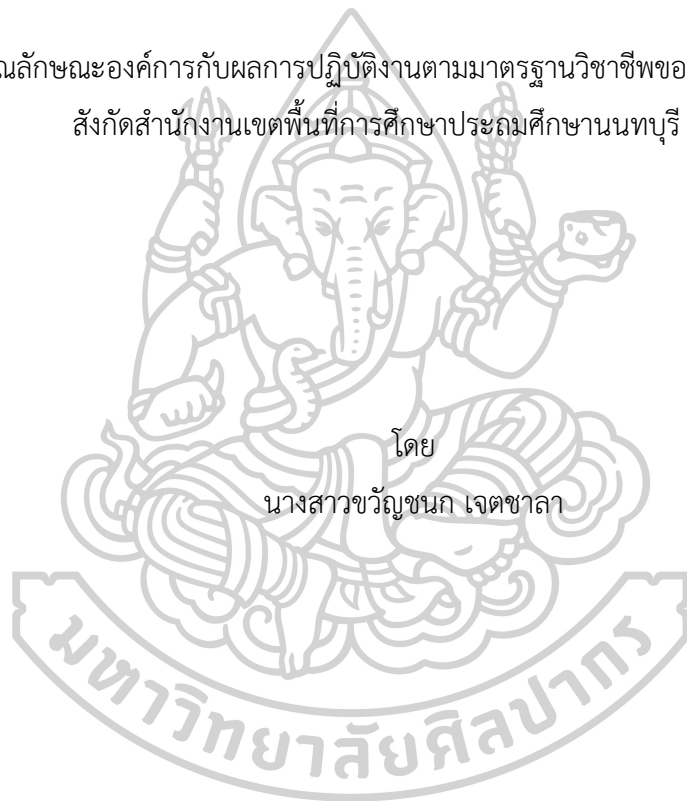 ลักษณะองค์การกับผลการปฏิบัติงานตามมาตรฐานวิชาชีพ
สังกัดสำนักงานเขตพื้นที่การศึกษาประถมศึกษานนทบุรี
โดย
นางสาวขวัญชนก เจตชาลา
มหาวิทยาลัยศิลปากร